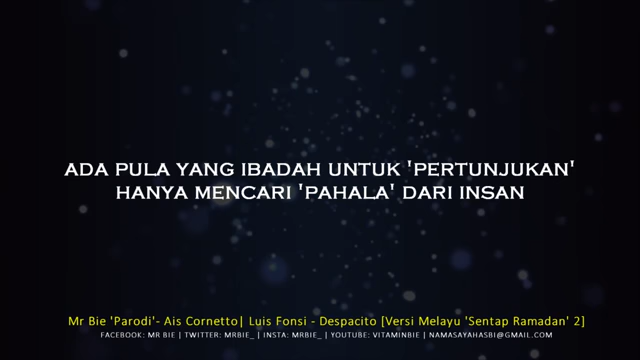 ADA PULA YANG IBADAH UNTUK 'PERTUNJUKAN'
HANYA MENCARI 'PAHALA' DARI INSAN
Mr Bie 'Parodi'- Ais Cornetto| Luis Fonsi - Despacito [Versi Melayu 'Sentap Ramadan' 2]
FACEBOOK: MR BIE | TWITTER: MRBIE_ | INSTA: MRBIE_ | YOUTUBE: VITAMINBIE | NAMASAYAHASBI@GMAIL.COM